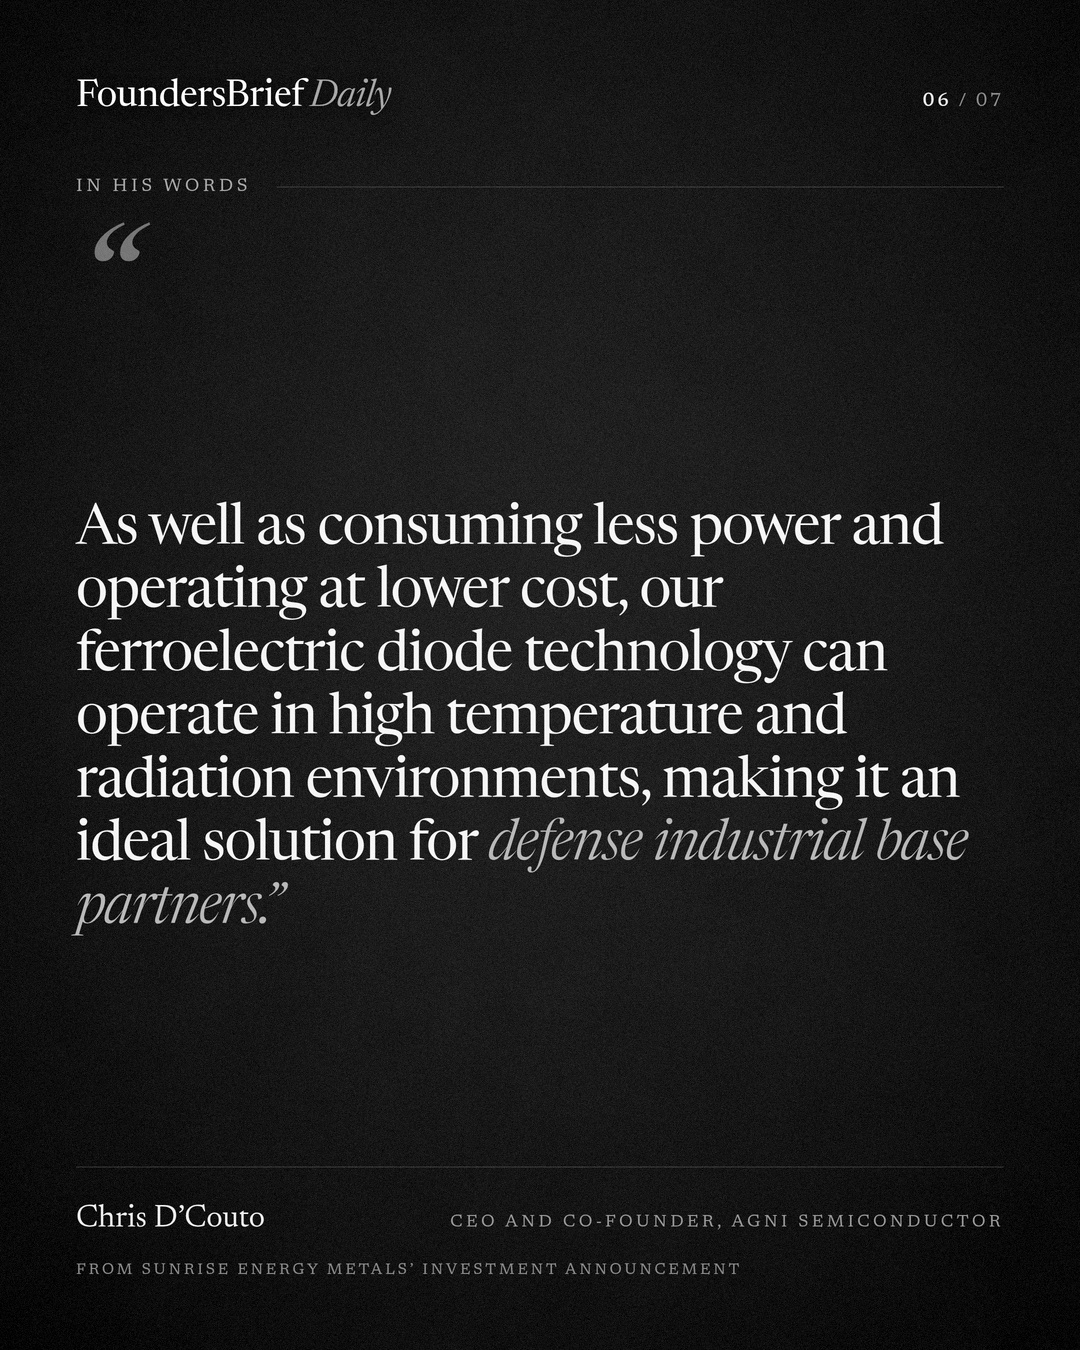 FoundersBrief Daily
06 / 07
IN HIS WORDS
“
As well as consuming less power and
operating at lower cost, our
ferroelectric diode technology can
operate in high temperature and
radiation environments, making it an
ideal solution for defense industrial base
partners.”
Chris D’Couto
CEO AND CO-FOUNDER, AGNI SEMICONDUCTOR
FROM SUNRISE ENERGY METALS’ INVESTMENT ANNOUNCEMENT